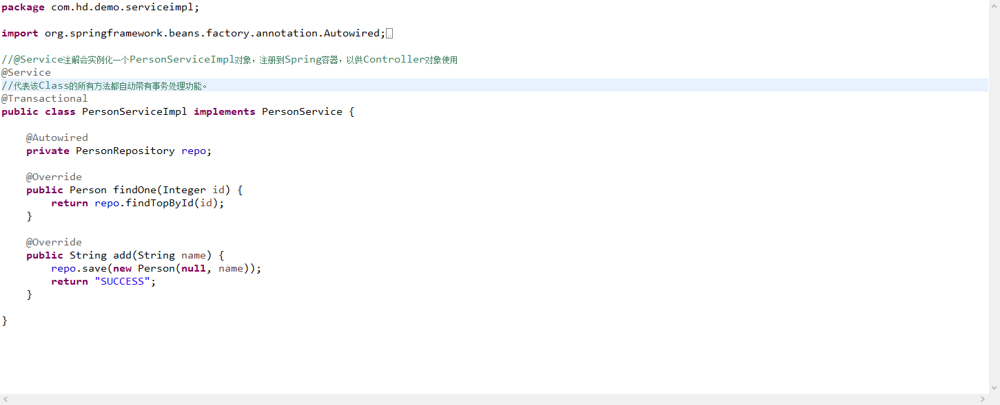 package com.hd.demo.serviceimpl;
import org.springframework.beans.factory.annotation.Autowired;
//@Service注解会实例化一个PersonServiceImpl对象，注册到Spring容器，以供Controller对象使用
@Service
//代表该Class的所有方法都自动带有事务处理功能。
@Transactional
public class PersonServiceImpl implements PersonService {
@Autowired
private PersonRepository repo;
@Override
public Person findOne(Integer id) {
return repo.findTopById(id);
}
@Override
public String add(String name) {
repo.save(new Person(null, name));
return "SUCCESS";
}
}